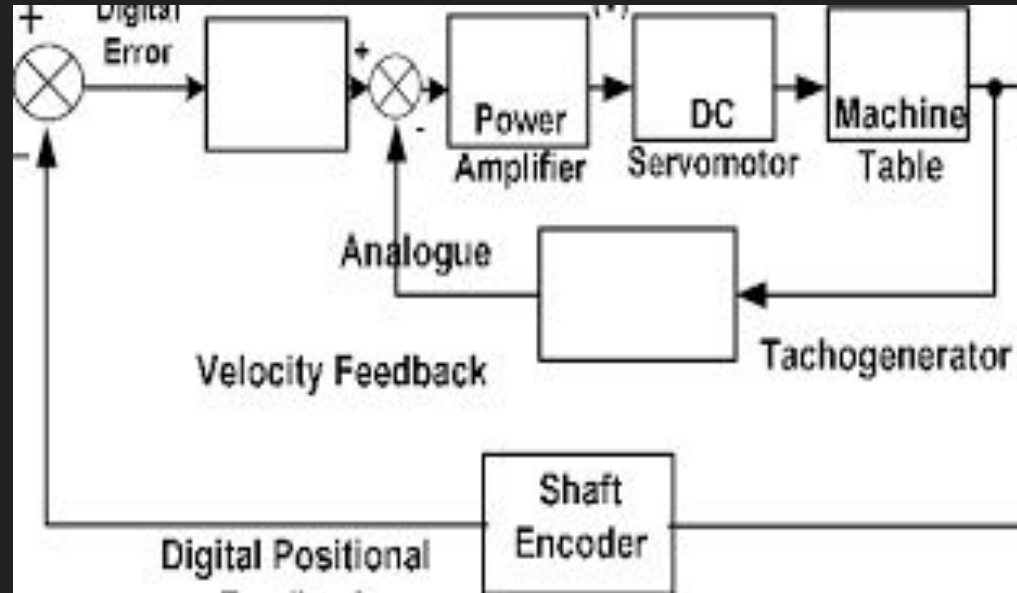 +
Digital
Error
+
-
Power
Amplifier
DC
Servomotor
Machine
Table
–
Analogue
Velocity Feedback
Tachogenerator
Shaft
Encoder
Digital Positional